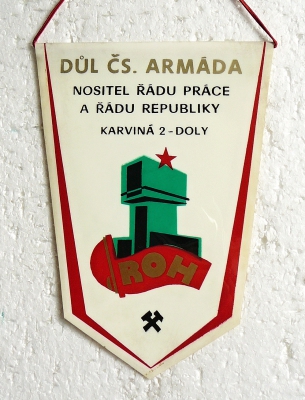 DŮL ČS. ARMÁDA
NOSITEL ŘÁDU PRÁCE
A ŘÁDU REPUBLIKY
KARVINÁ 2-DOLY
ROH